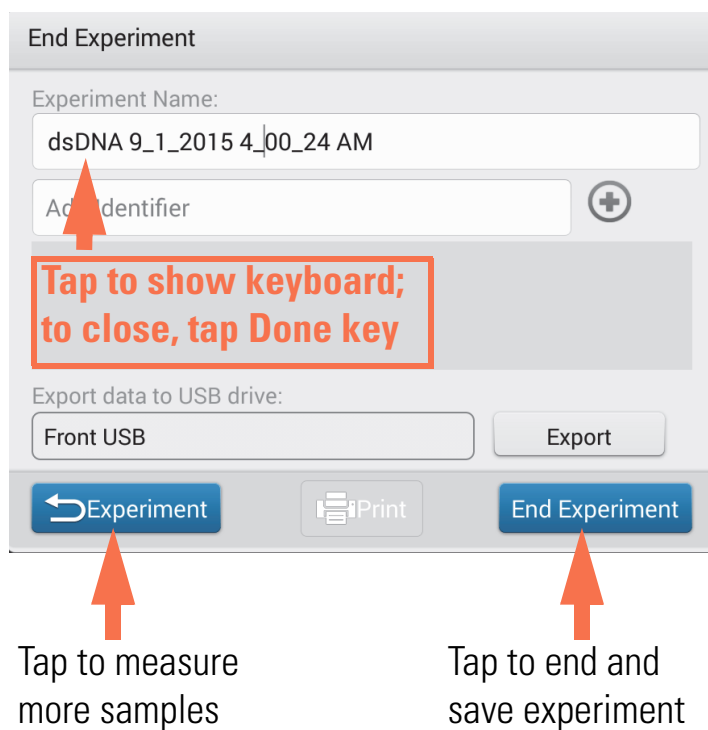 End Experiment
Experiment Name:
dsDNA 9_1_2015 4_00_24 AM
Identifier
Tap to show keyboard;
to close, tap Done key
Export data to USB drive:
Front USB
Export
Experiment
Print
End Experiment
Tap to measure
more samples
Tap to end and
save experiment